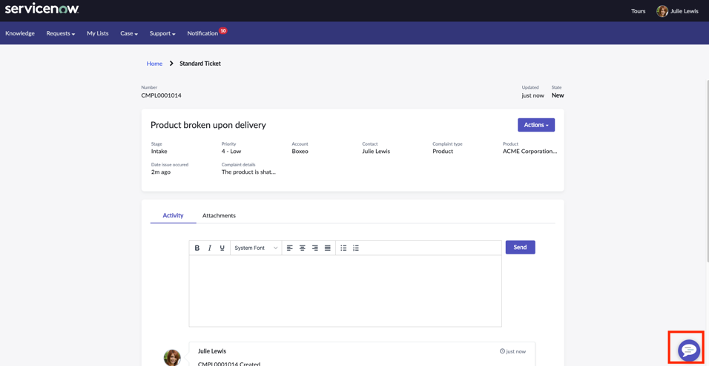 servicenow
Tours Julie Lewis
Knowledge Requests My Lists Case Support Notification
Home Standard Ticket
Number Updated State
CMPL0001014 just now New
Product broken upon delivery Actions
Stage Priority Account Contact Complaint type Product
Intake 4 - Low Boxeo Julie Lewis Product ACME Corporation...
Date issue occured Complaint details
2m ago The product is shat...
Activity Attachments
B I U System Font Send
Julie Lewis just now
CMPL0001014 Created